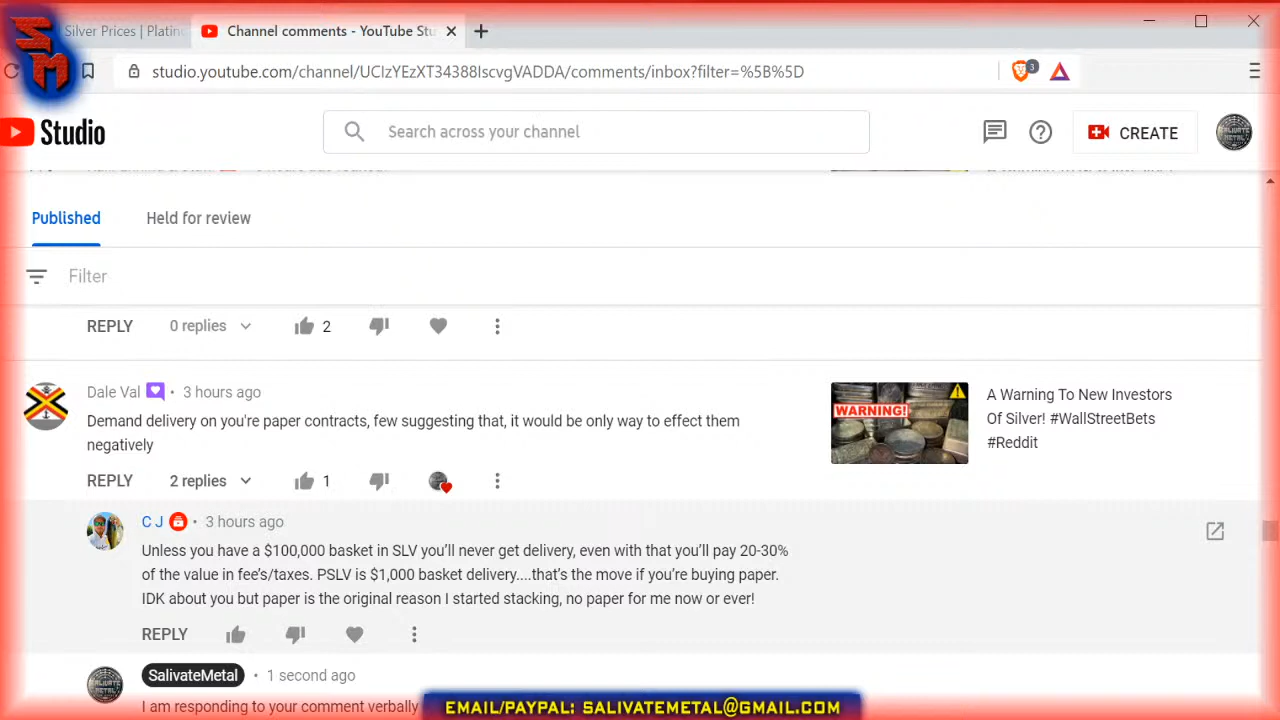 Silver Prices | Platin
Channel comments - YouTube Stu
studio.youtube.com/channel/UCIzYEzXT34388IscvgVADDA/comments/inbox?filter=%5B%5D
3
SM
Studio
Search across your channel
CREATE
Published
Held for review
Filter
REPLY 0 replies 2
Dale Val • 3 hours ago
Demand delivery on you're paper contracts, few suggesting that, it would be only way to effect them
negatively
REPLY 2 replies 1
WARNING!
A Warning To New Investors
Of Silver! #WallStreetBets
#Reddit
C J • 3 hours ago
Unless you have a $100,000 basket in SLV you'll never get delivery, even with that you'll pay 20-30%
of the value in fee's/taxes. PSLV is $1,000 basket delivery....that's the move if you're buying paper.
IDK about you but paper is the original reason I started stacking, no paper for me now or ever!
REPLY
SalivateMetal • 1 second ago
I am responding to your comment verbally
EMAIL/PAYPAL: SALIVATEMETAL@GMAIL.COM